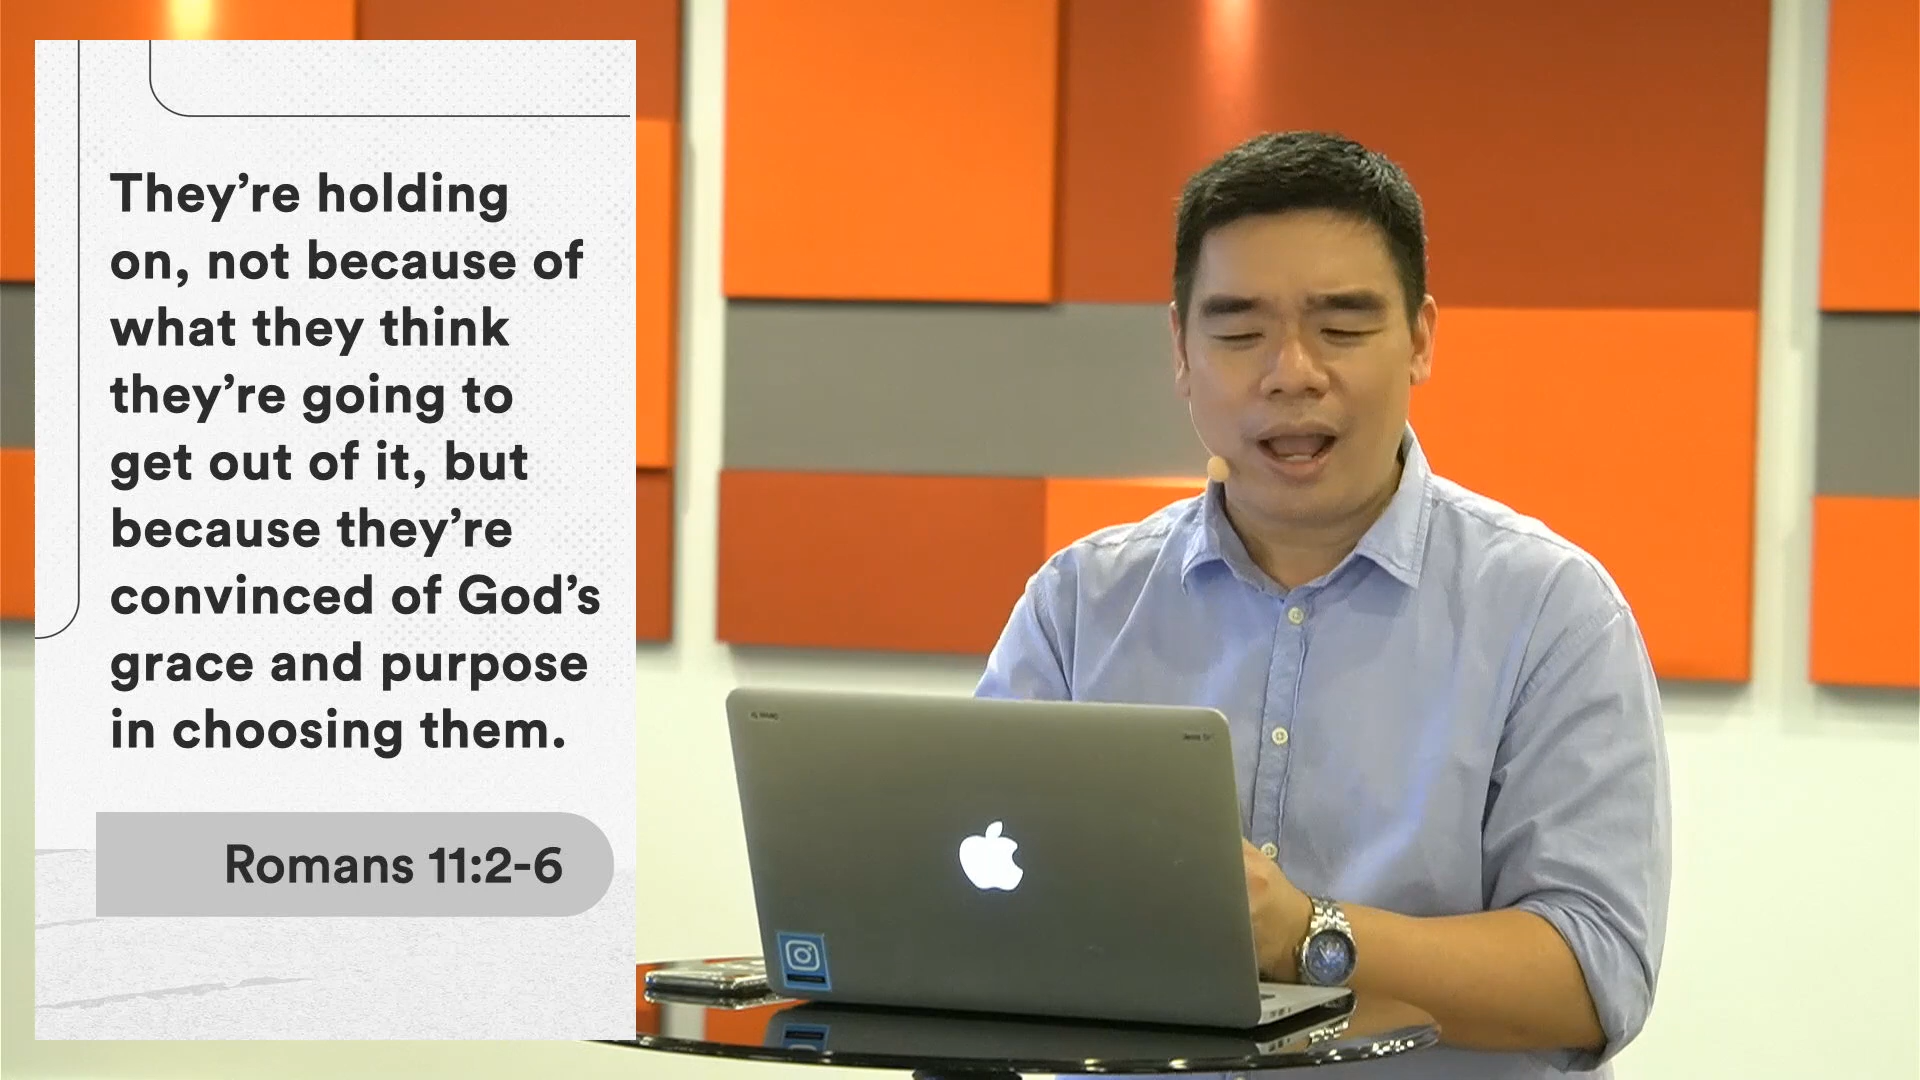 They’re holding
on, not because of
what they think
they’re going to
get out of it, but
because they’re
convinced of God’s
grace and purpose
in choosing them.
Romans 11:2-6